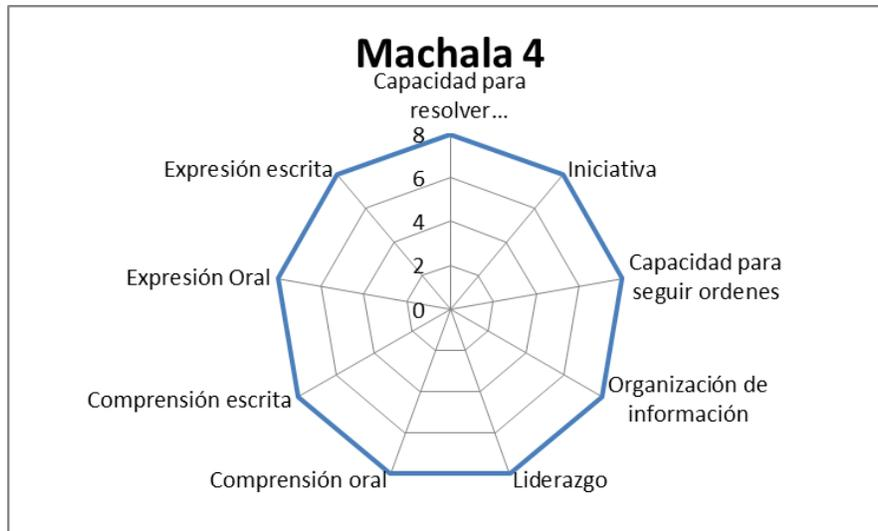 Machala 4
Capacidad para
resolver...
8
6
4
2
0
Iniciativa
Capacidad para
seguir ordenes
Organización de
información
Liderazgo
Comprensión oral
Comprensión escrita
Expresión Oral
Expresión escrita